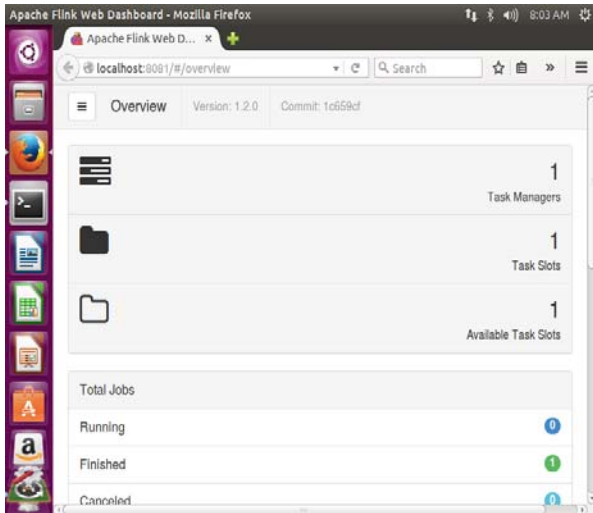 Apache Flink Web Dashboard - Mozilla Firefox 8:03 AM
Apache Flink Web D... ×
localhost:8081/#/overview Search
Overview Version: 1.2.0 Commit: 1c659cf
1
Task Managers
1
Task Slots
1
Available Task Slots
Total Jobs
Running 0
Finished 1
Canceled 0